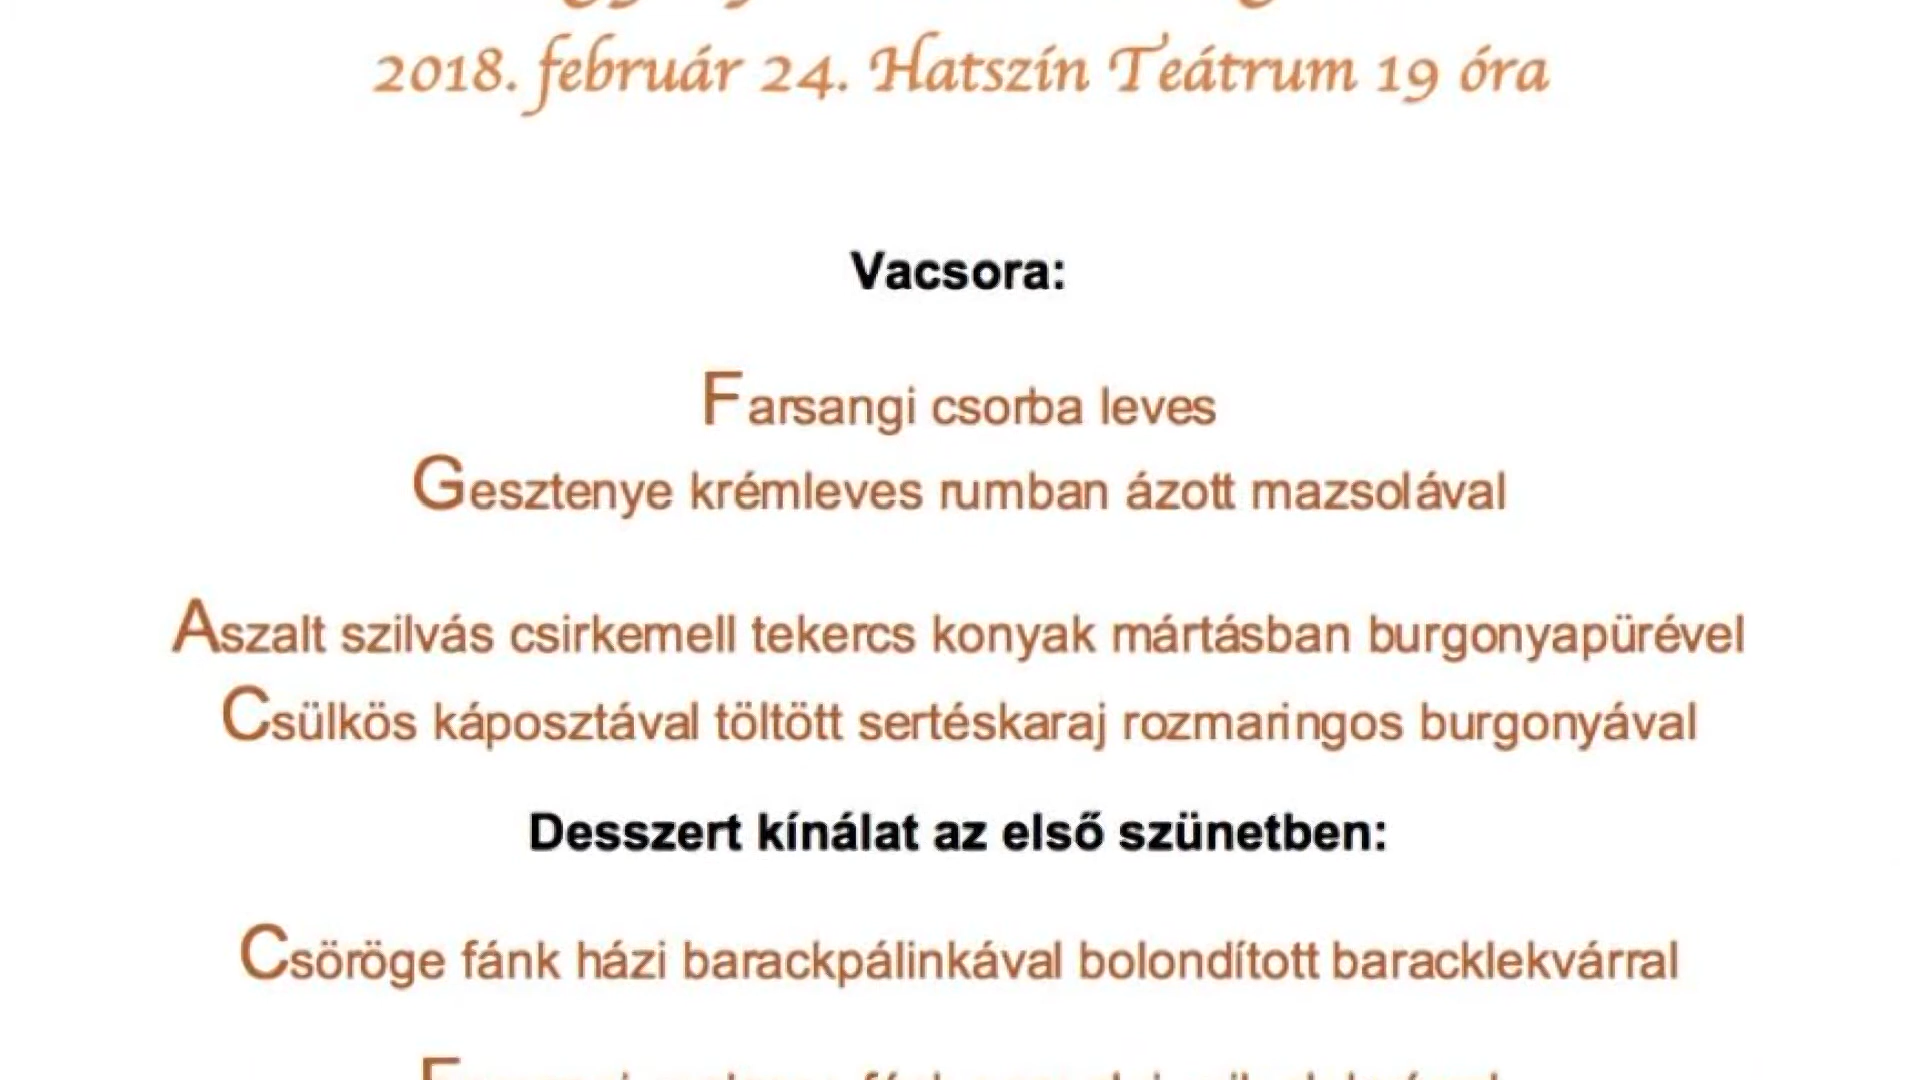 2018. február 24. Hatszín Teátrum 19 óra
Vacsora:
Farsangi csorba leves
Gesztenye krémleves rumban ázott mazsolával
Aszalt szilvás csirkemell tekercs konyak mártásban burgonyapürével
Csülkös káposztával töltött sertéskaraj rozmaringos burgonyával
Desszert kínálat az első szünetben:
Csöröge fánk házi barackpálinkával bolondított baracklekvárral